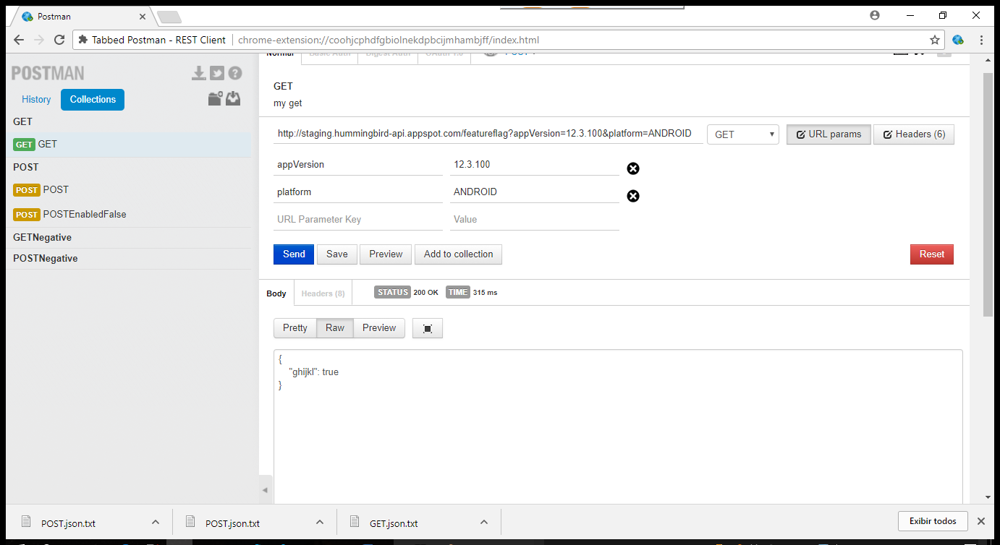 Postman
Tabbed Postman - REST Client
chrome-extension://coohjcphdfgbiolnekdpbcijmhambjff/index.html
Normal Basic Auth Digest Auth OAuth 1.0
POSTMAN
History Collections
GET
GET GET
POST
POST POST
POST POSTEnabledFalse
GETNegative
POSTNegative
GET
my get
http://staging.hummingbird-api.appspot.com/featureflag?appVersion=12.3.100&platform=ANDROID GET URL params Headers (6)
appVersion 12.3.100
platform ANDROID
URL Parameter Key Value
Send Save Preview Add to collection Reset
Body Headers (8) STATUS 200 OK TIME 315 ms
Pretty Raw Preview
{
"ghijkl": true
}
POST.json.txt POST.json.txt GET.json.txt Exibir todos